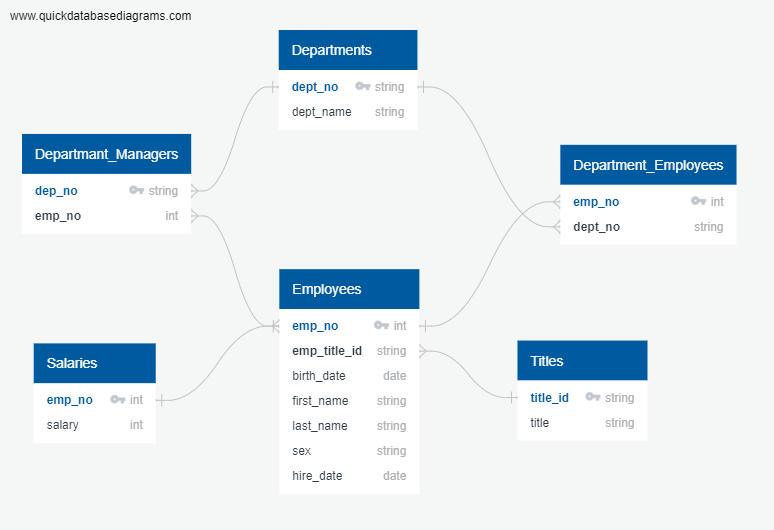 www.quickdatabasediagrams.com
Departments
dept_no string
dept_name string
Departmant_Managers
dep_no string
emp_no int
Department_Employees
emp_no int
dept_no string
Employees
emp_no int
emp_title_id string
birth_date date
first_name string
last_name string
sex string
hire_date date
Salaries
emp_no int
salary int
Titles
title_id string
title string